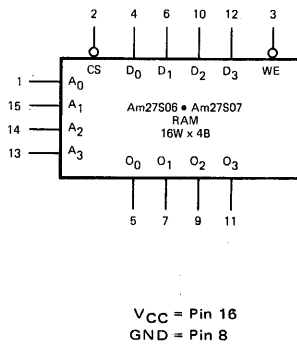 2 4 6 10 12 3
CS D0 D1 D2 D3 WE
1 A0
15 A1
14 A2
13 A3
Am27S06 • Am27S07
RAM
16W x 4B
O0 O1 O2 O3
5 7 9 11
VCC = Pin 16
GND = Pin 8